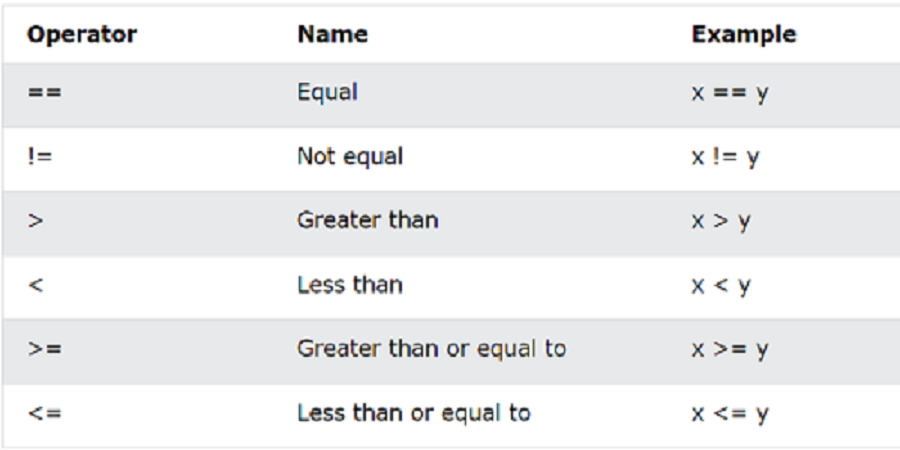 Operator Name Example
== Equal x == y
!= Not equal x != y
> Greater than x > y
< Less than x < y
>= Greater than or equal to x >= y
<= Less than or equal to x <= y